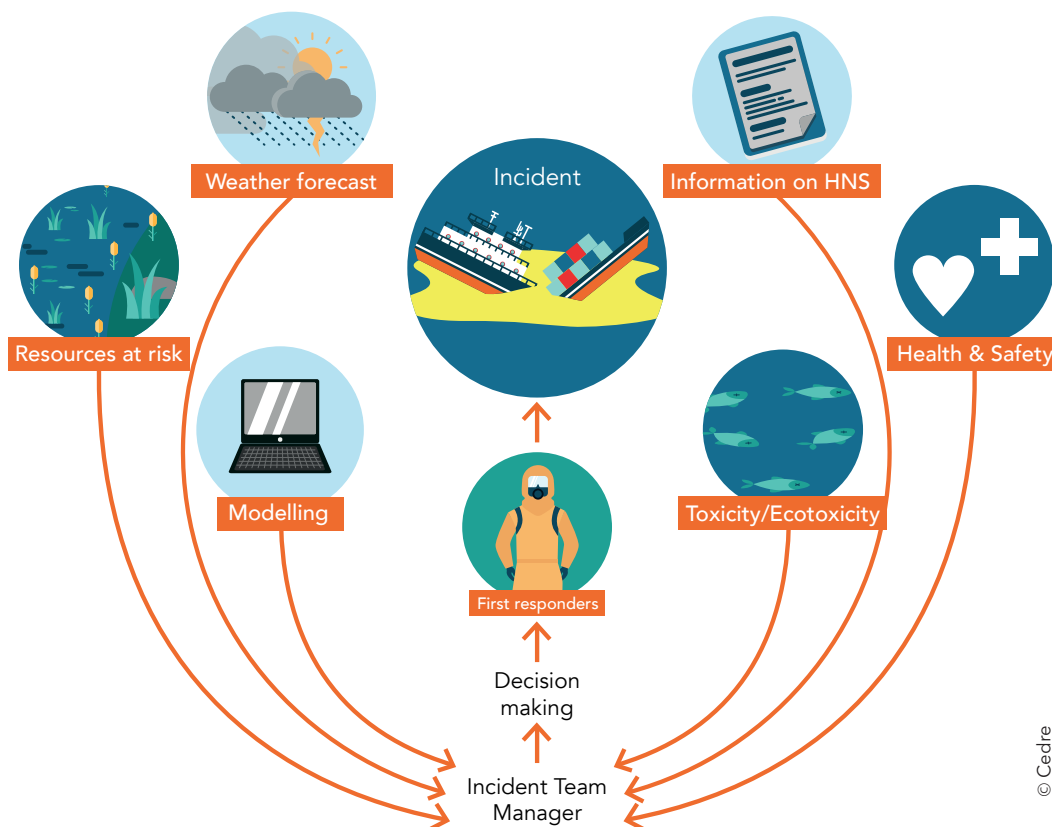 Incident
Weather forecast
Information on HNS
Resources at risk
Health & Safety
Modelling
Toxicity/Ecotoxicity
First responders
Decision
making
Incident Team
Manager
© Cedre